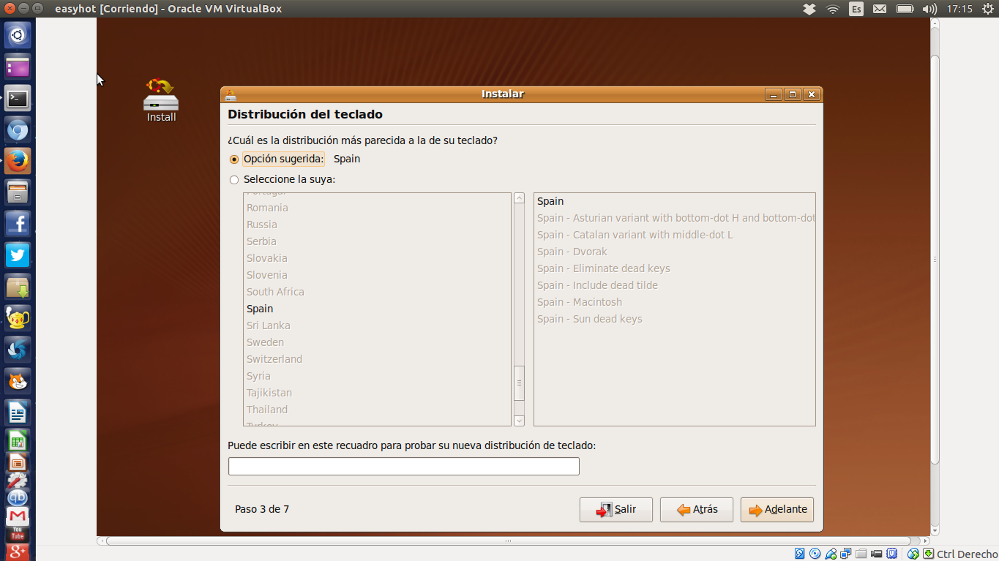 easyhot [Corriendo] - Oracle VM VirtualBox
Es
17:15
Install
Instalar
Distribución del teclado
¿Cuál es la distribución más parecida a la de su teclado?
Opción sugerida: Spain
Seleccione la suya:
Portugal
Romania
Russia
Serbia
Slovakia
Slovenia
South Africa
Spain
Sri Lanka
Sweden
Switzerland
Syria
Tajikistan
Thailand
Turkey
Spain
Spain - Asturian variant with bottom-dot H and bottom-dot
Spain - Catalan variant with middle-dot L
Spain - Dvorak
Spain - Eliminate dead keys
Spain - Include dead tilde
Spain - Macintosh
Spain - Sun dead keys
Puede escribir en este recuadro para probar su nueva distribución de teclado:
Paso 3 de 7
Salir
Atrás
Adelante
qb
You
Tube
g+
Ctrl Derecho